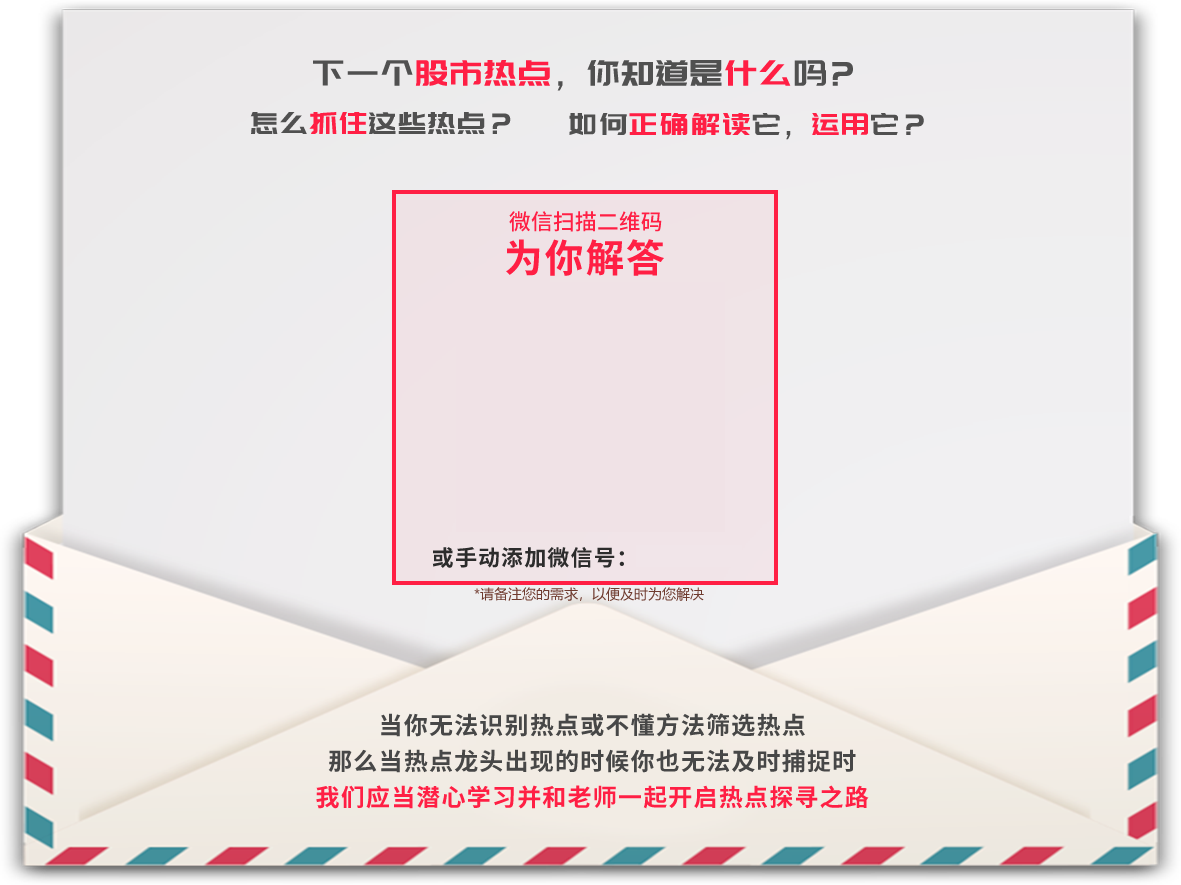 下一个股市热点，你知道是什么吗?
怎么抓住这些热点？ 如何正确解读它，运用它？
微信扫描二维码
为你解答
或手动添加微信号：
*请备注您的需求，以便及时为您解决
当你无法识别热点或不懂方法筛选热点
那么当热点龙头出现的时候你也无法及时捕捉时
我们应当潜心学习并和老师一起开启热点探寻之路